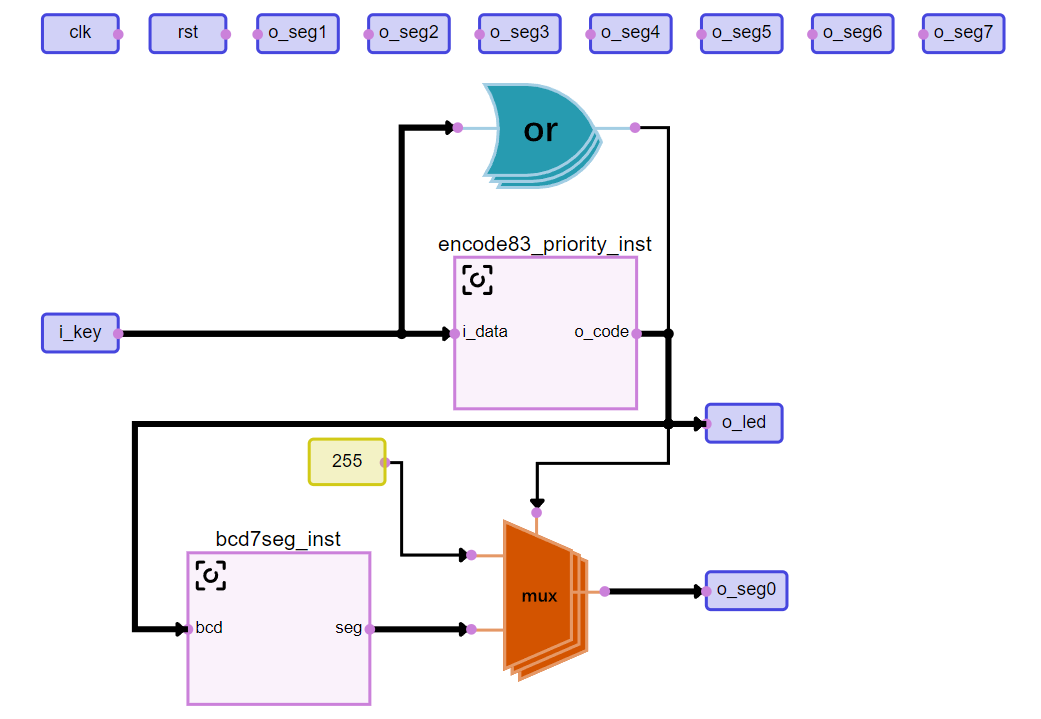 clk
rst
o_seg1
o_seg2
o_seg3
o_seg4
o_seg5
o_seg6
o_seg7
or
encode83_priority_inst
i_key
i_data
o_code
o_led
255
bcd7seg_inst
mux
o_seg0
bcd
seg